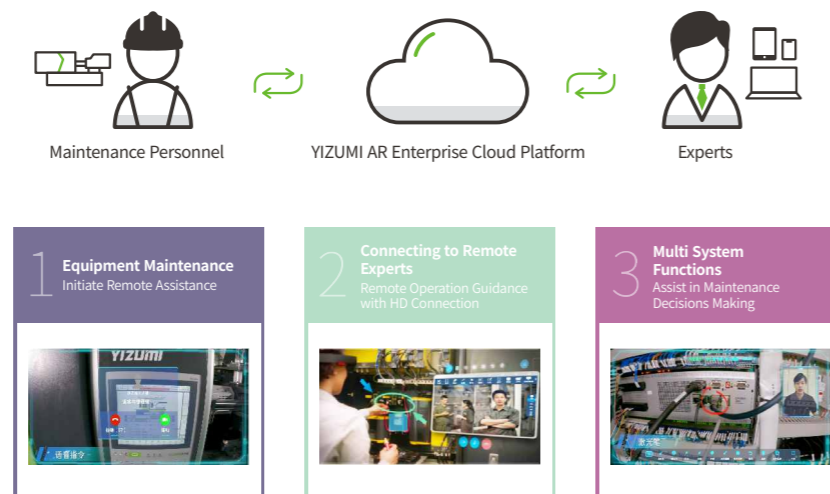 Maintenance Personnel
YIZUMI AR Enterprise Cloud Platform
Experts
1
Equipment Maintenance
Initiate Remote Assistance
2
Connecting to Remote
Experts
Remote Operation Guidance
with HD Connection
3
Multi System
Functions
Assist in Maintenance
Decisions Making
YIZUMI
语音指令